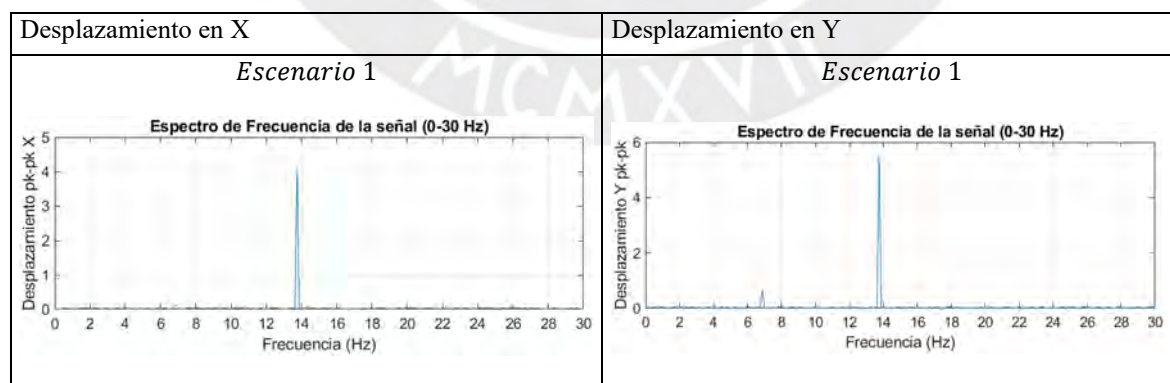 Desplazamiento en X
Desplazamiento en Y
Escenario 1
Escenario 1
MCMXVII
Espectro de Frecuencia de la señal (0-30 Hz)
Desplazamiento pk-pk X
5
4
3
2
1
0
0 2 4 6 8 10 12 14 16 18 20 22 24 26 28 30
Frecuencia (Hz)
Espectro de Frecuencia de la señal (0-30 Hz)
Desplazamiento Y pk-pk
6
4
2
0
0 2 4 6 8 10 12 14 16 18 20 22 24 26 28 30
Frecuencia (Hz)